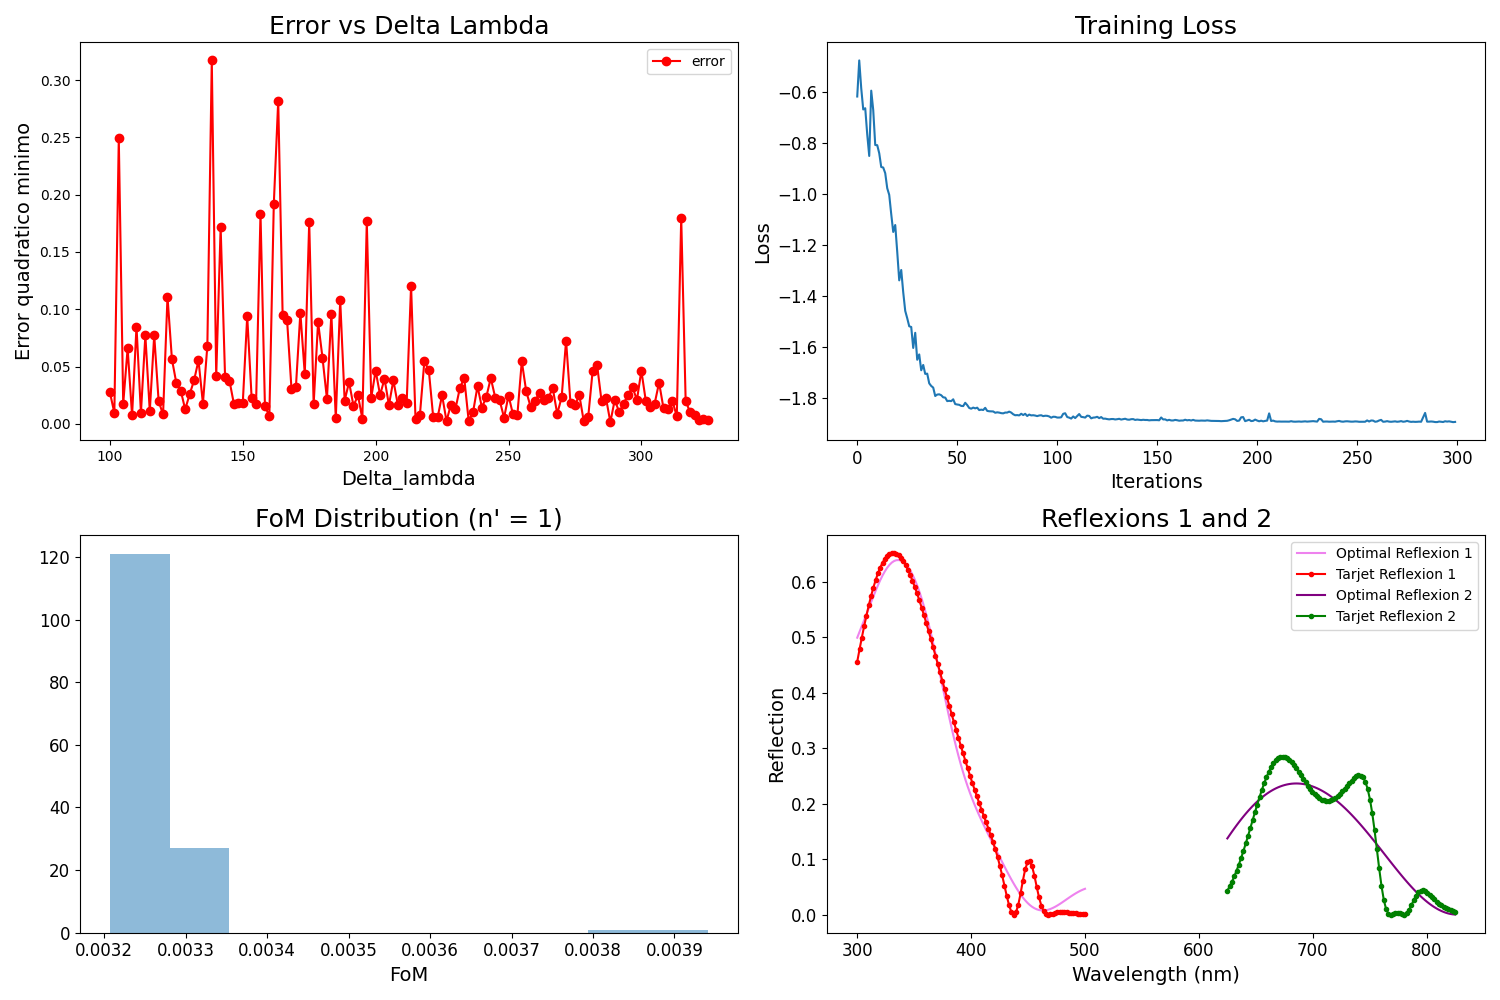 Error vs Delta Lambda
error
Error quadratico minimo
0.30
0.25
0.20
0.15
0.10
0.05
0.00
100 150 200 250 300
Delta_lambda
Training Loss
Loss
−0.6
−0.8
−1.0
−1.2
−1.4
−1.6
−1.8
0 50 100 150 200 250 300
Iterations
FoM Distribution (n' = 1)
120
100
80
60
40
20
0
0.0032 0.0033 0.0034 0.0035 0.0036 0.0037 0.0038 0.0039
FoM
Reflexions 1 and 2
Optimal Reflexion 1
Tarjet Reflexion 1
Optimal Reflexion 2
Tarjet Reflexion 2
Reflection
0.6
0.5
0.4
0.3
0.2
0.1
0.0
300 400 500 600 700 800
Wavelength (nm)